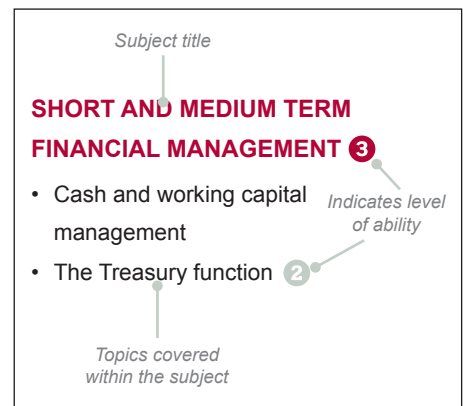 Subject title
SHORT AND MEDIUM TERM
FINANCIAL MANAGEMENT 3
• Cash and working capital
management
Indicates level
of ability
• The Treasury function 2
Topics covered
within the subject